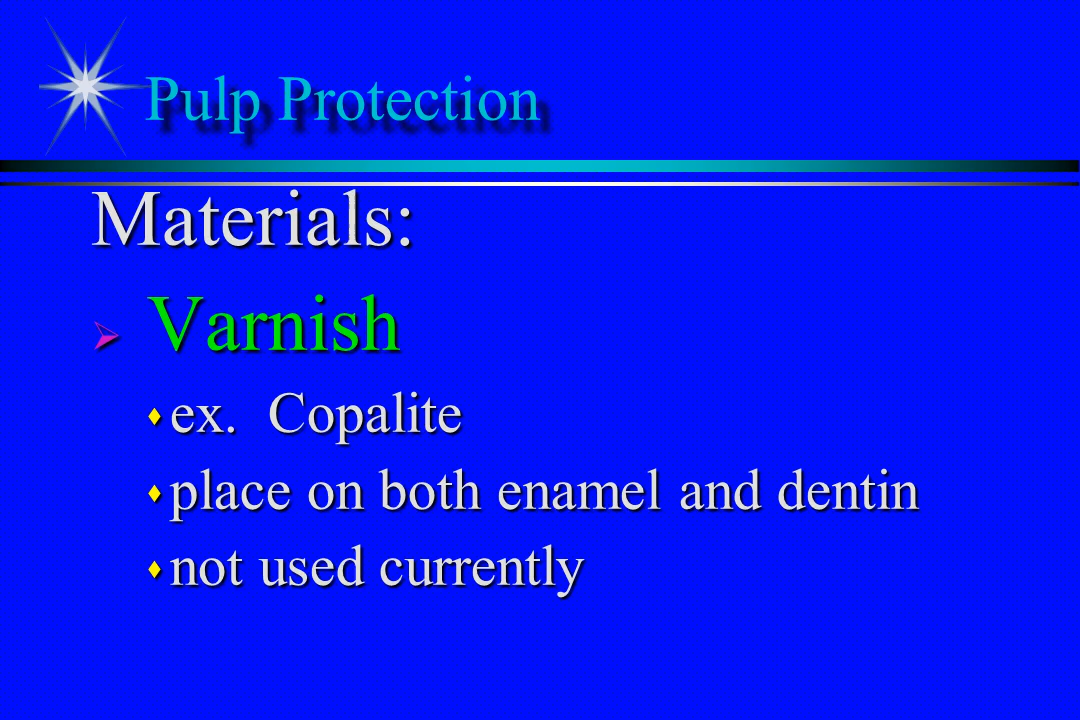 Pulp Protection
Materials:
Varnish
ex. Copalite
place on both enamel and dentin
not used currently